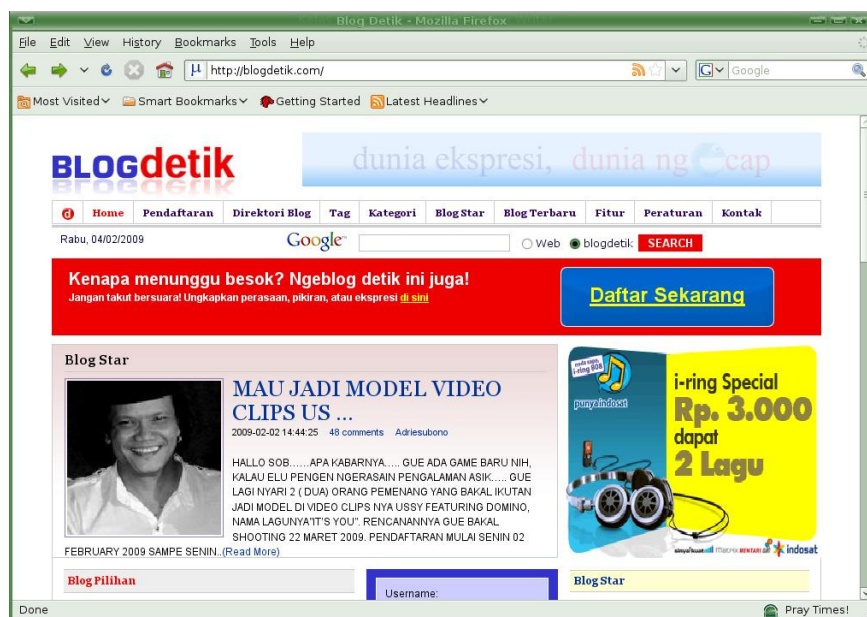 Blog Detik - Mozilla Firefox
File Edit View History Bookmarks Tools Help
http://blogdetik.com/
G Google
Most Visited Smart Bookmarks Getting Started Latest Headlines
BLOGdetik
dunia ekspresi, dunia ngecap
d Home Pendaftaran Direktori Blog Tag Kategori Blog Star Blog Terbaru Fitur Peraturan Kontak
Rabu, 04/02/2009 Google Web blogdetik SEARCH
Kenapa menunggu besok? Ngeblog detik ini juga!
Jangan takut bersuara! Ungkapkan perasaan, pikiran, atau ekspresi di sini
Daftar Sekarang
Blog Star
MAU JADI MODEL VIDEO
CLIPS US ...
2009-02-02 14:44:25 48 comments Adriesubono
HALLO SOB......APA KABARNYA..... GUE ADA GAME BARU NIH,
KALAU ELU PENGEN NGERASAIN PENGALAMAN ASIK..... GUE
LAGI NYARI 2 ( DUA) ORANG PEMENANG YANG BAKAL IKUTAN
JADI MODEL DI VIDEO CLIPS NYA USSY FEATURING DOMINO,
NAMA LAGUNYA"IT'S YOU". RENCANANNYA GUE BAKAL
SHOOTING 22 MARET 2009. PENDAFTARAN MULAI SENIN 02
FEBRUARY 2009 SAMPE SENIN..(Read More)
i-ring 808
punyaindosat
i-ring Special
Rp. 3.000
dapat
2 Lagu
sinyalkuat MATRIX MENTARI indosat
Blog Pilihan
Username:
Blog Star
Done Pray Times!